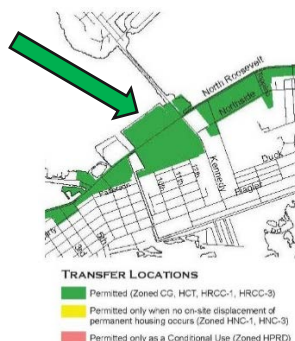 North Roosevelt
Northside
Kennedy
Duck
Flagler
11th
TRANSFER LOCATIONS
Permitted (Zoned CG, HCT, HRCC-1, HRCC-3)
Permitted only when no on-site displacement of
permanent housing occurs (Zoned HNC-1, HNC-3)
Permitted only as a Conditional Use (Zoned HPRD)